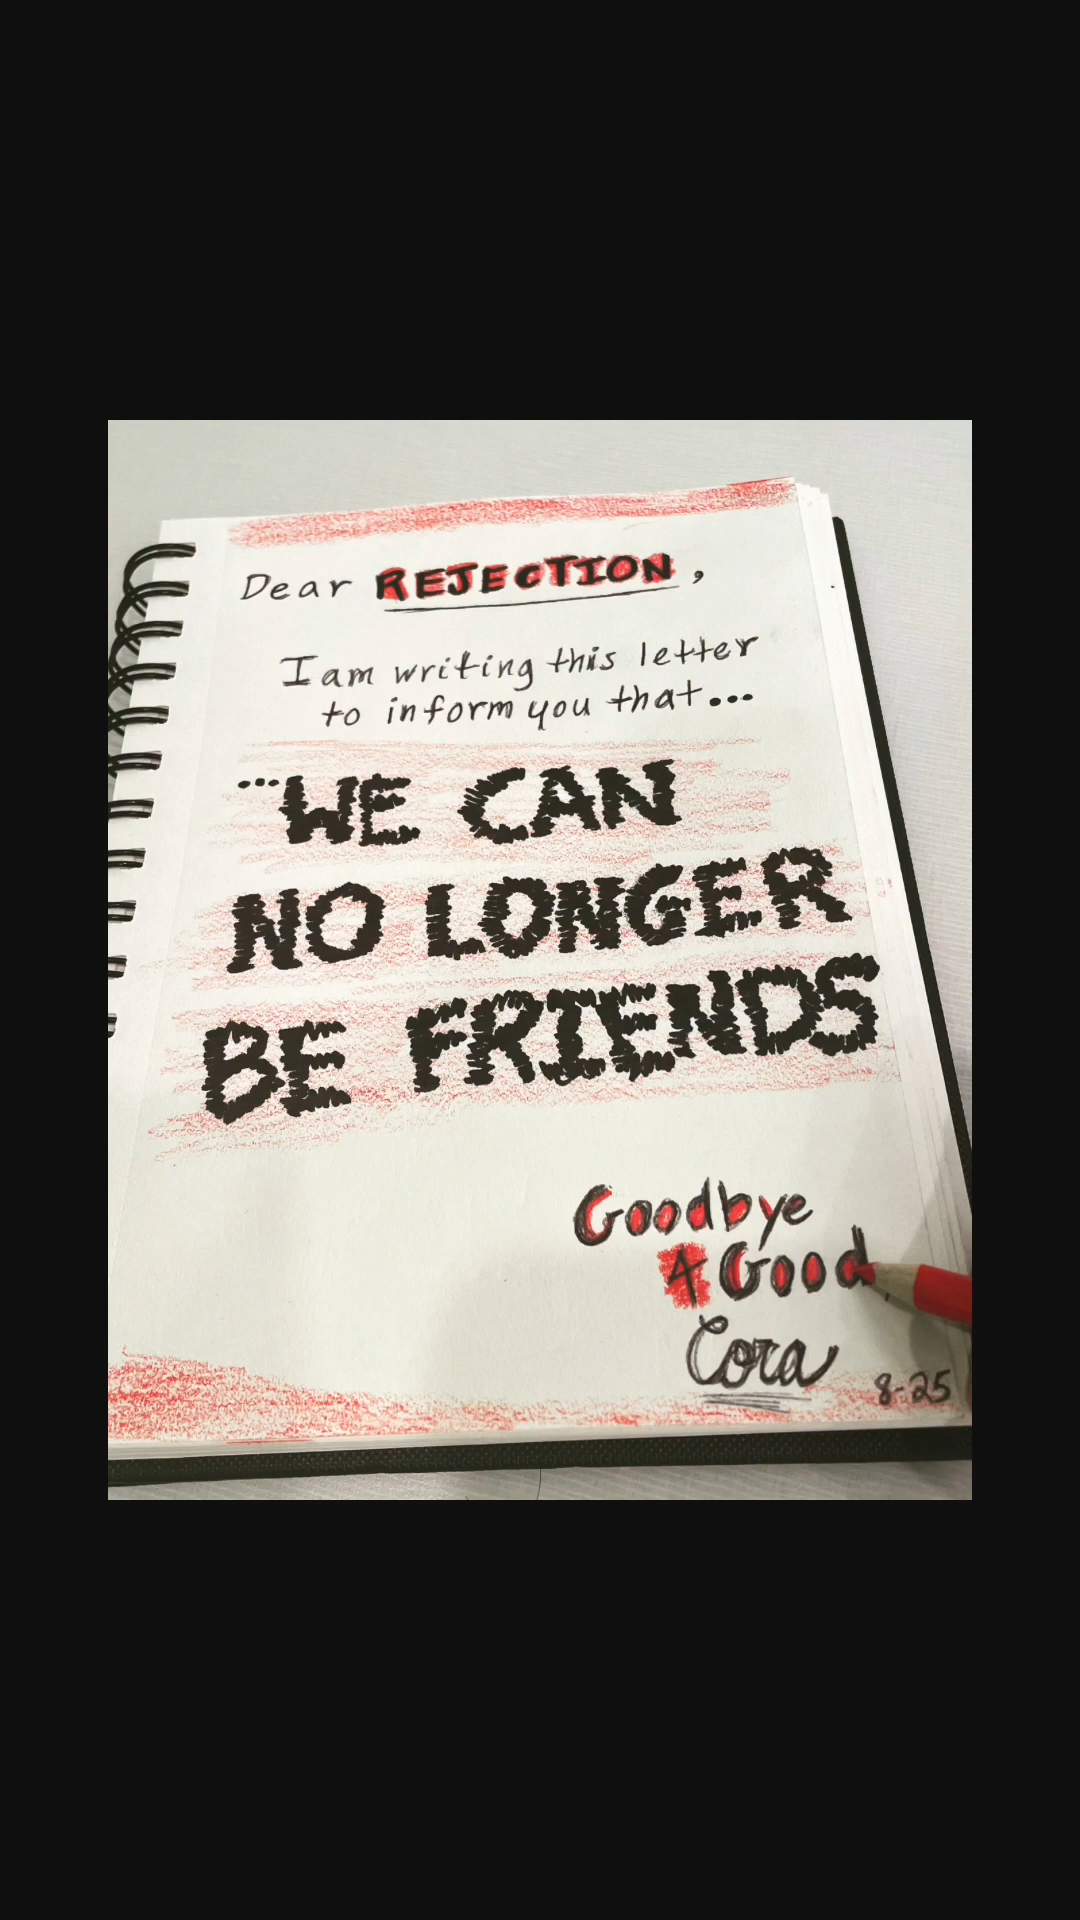 Dear REJECTION,
I am writing this letter
to inform you that...
...WE CAN
NO LONGER
BE FRIENDS
Goodbye
4 Good,
Cora
8-25